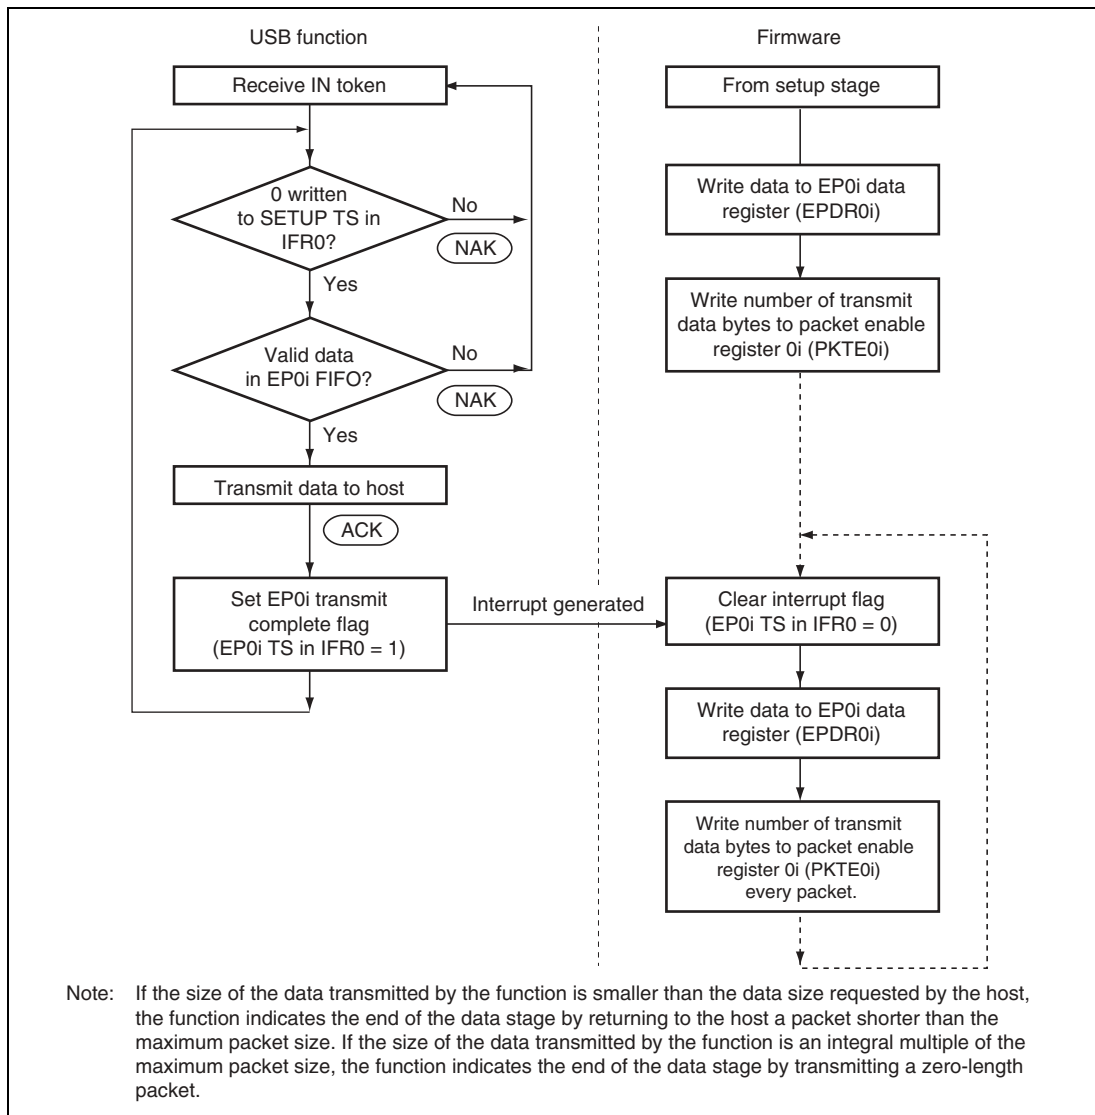 USB function
Firmware
Receive IN token
From setup stage
0 written
to SETUP TS in
IFR0?
No
NAK
Yes
Write data to EP0i data
register (EPDR0i)
Write number of transmit
data bytes to packet enable
register 0i (PKTE0i)
Valid data
in EP0i FIFO?
No
NAK
Yes
Transmit data to host
ACK
Set EP0i transmit
complete flag
(EP0i TS in IFR0 = 1)
Interrupt generated
Clear interrupt flag
(EP0i TS in IFR0 = 0)
Write data to EP0i data
register (EPDR0i)
Write number of transmit
data bytes to packet enable
register 0i (PKTE0i)
every packet.
Note: If the size of the data transmitted by the function is smaller than the data size requested by the host,
the function indicates the end of the data stage by returning to the host a packet shorter than the
maximum packet size. If the size of the data transmitted by the function is an integral multiple of the
maximum packet size, the function indicates the end of the data stage by transmitting a zero-length
packet.